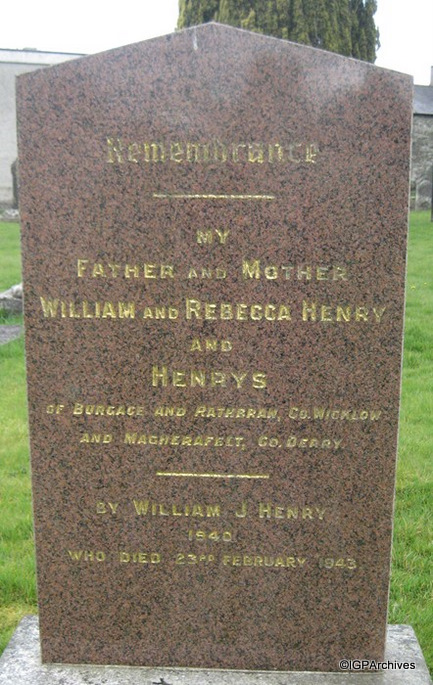 Remembrance
MY
FATHER AND MOTHER
WILLIAM AND REBECCA HENRY
AND
HENRYS
OF BURGAGE AND RATHBRAN, CO. WICKLOW
AND MAGHERAFELT, CO. DERRY.
BY WILLIAM J HENRY
1940
WHO DIED 23RD FEBRUARY 1943
©IGPArchives